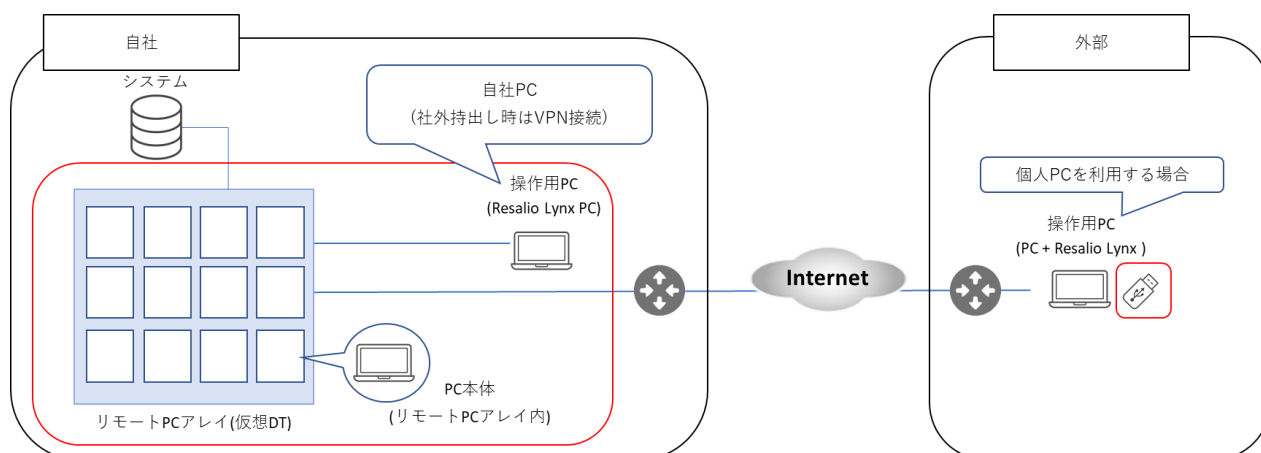 自社
外部
システム
自社PC
（社外持出し時はVPN接続）
個人PCを利用する場合
操作用PC
(Resalio Lynx PC)
操作用PC
(PC + Resalio Lynx )
Internet
PC本体
(リモートPCアレイ内)
リモートPCアレイ(仮想DT)